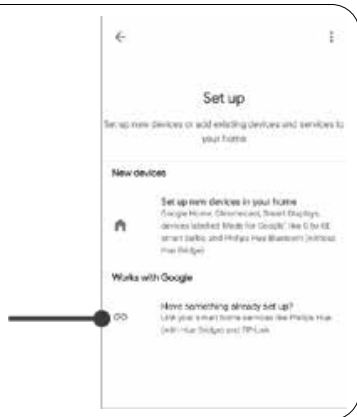 Set up
Set up new devices or add existing devices and services to
your home
New devices
Set up new devices in your home
Google Home, Chromecast, Smart Displays,
devices labelled 'Made for Google' like C by GE
smart bulbs, and Philips Hue Bluetooth (without
Hue Bridge)
Works with Google
Have something already set up?
Link your smart home services like Philips Hue
(with Hue Bridge) and TP-Link